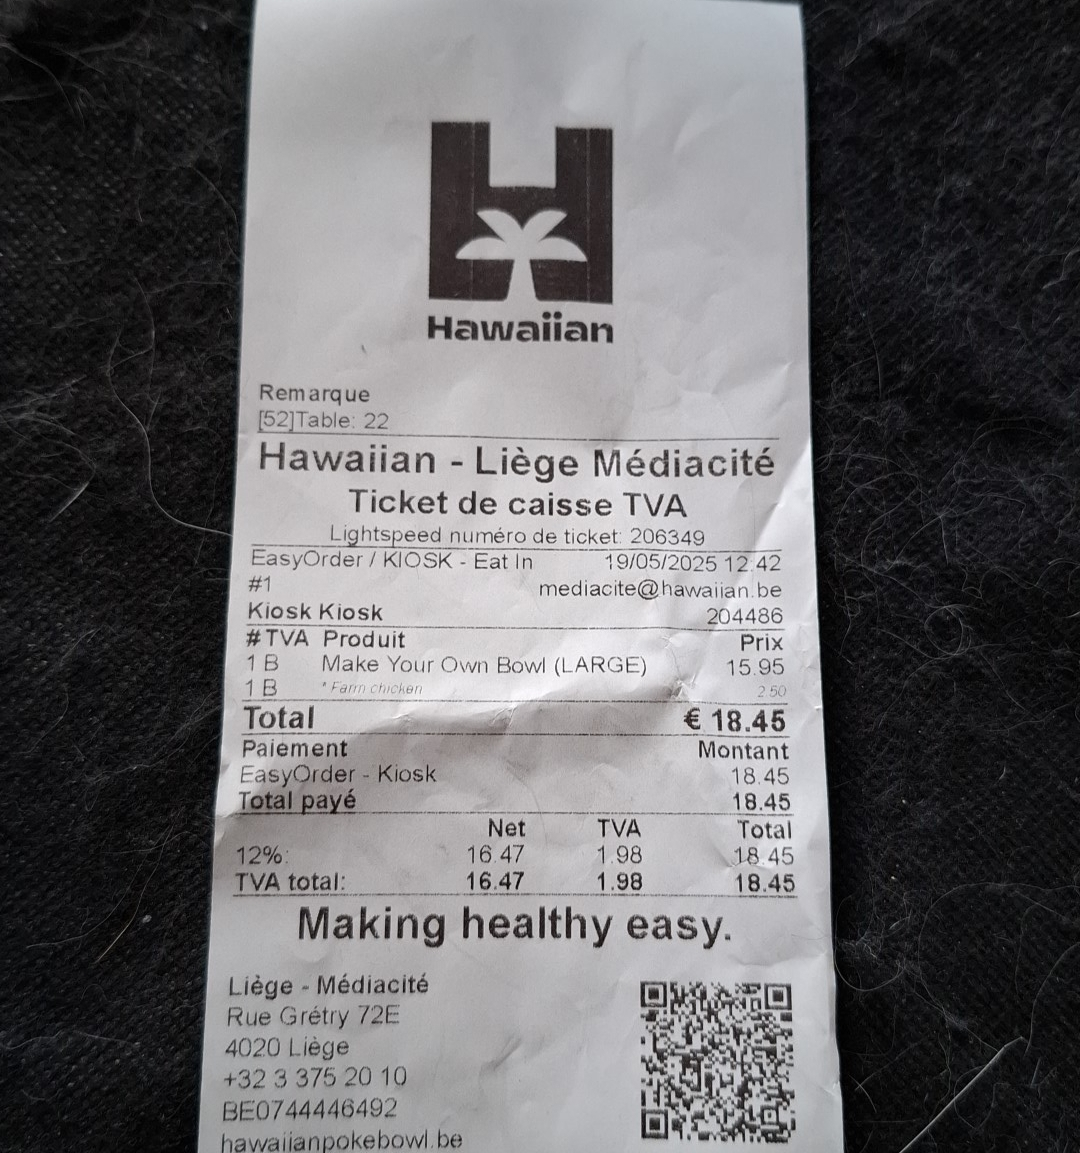 Hawaiian
Remarque
[52]Table: 22
Hawaiian - Liège Médiacité
Ticket de caisse TVA
Lightspeed numéro de ticket: 206349
EasyOrder / KIOSK - Eat In 19/05/2025 12:42
#1 mediacite@hawaiian.be
Kiosk Kiosk 204486
#TVA Produit Prix
1 B Make Your Own Bowl (LARGE) 15.95
1 B * Farm chicken 2.50
Total € 18.45
Paiement Montant
EasyOrder - Kiosk 18.45
Total payé 18.45
Net TVA Total
12%: 16.47 1.98 18.45
TVA total: 16.47 1.98 18.45
Making healthy easy.
Liège - Médiacité
Rue Grétry 72E
4020 Liège
+32 3 375 20 10
BE0744446492
hawaiianpokebowl.be